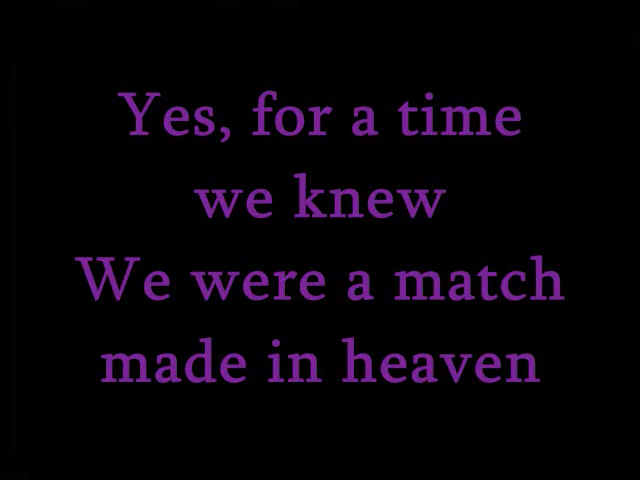 Yes, for a time
we knew
We were a match
made in heaven